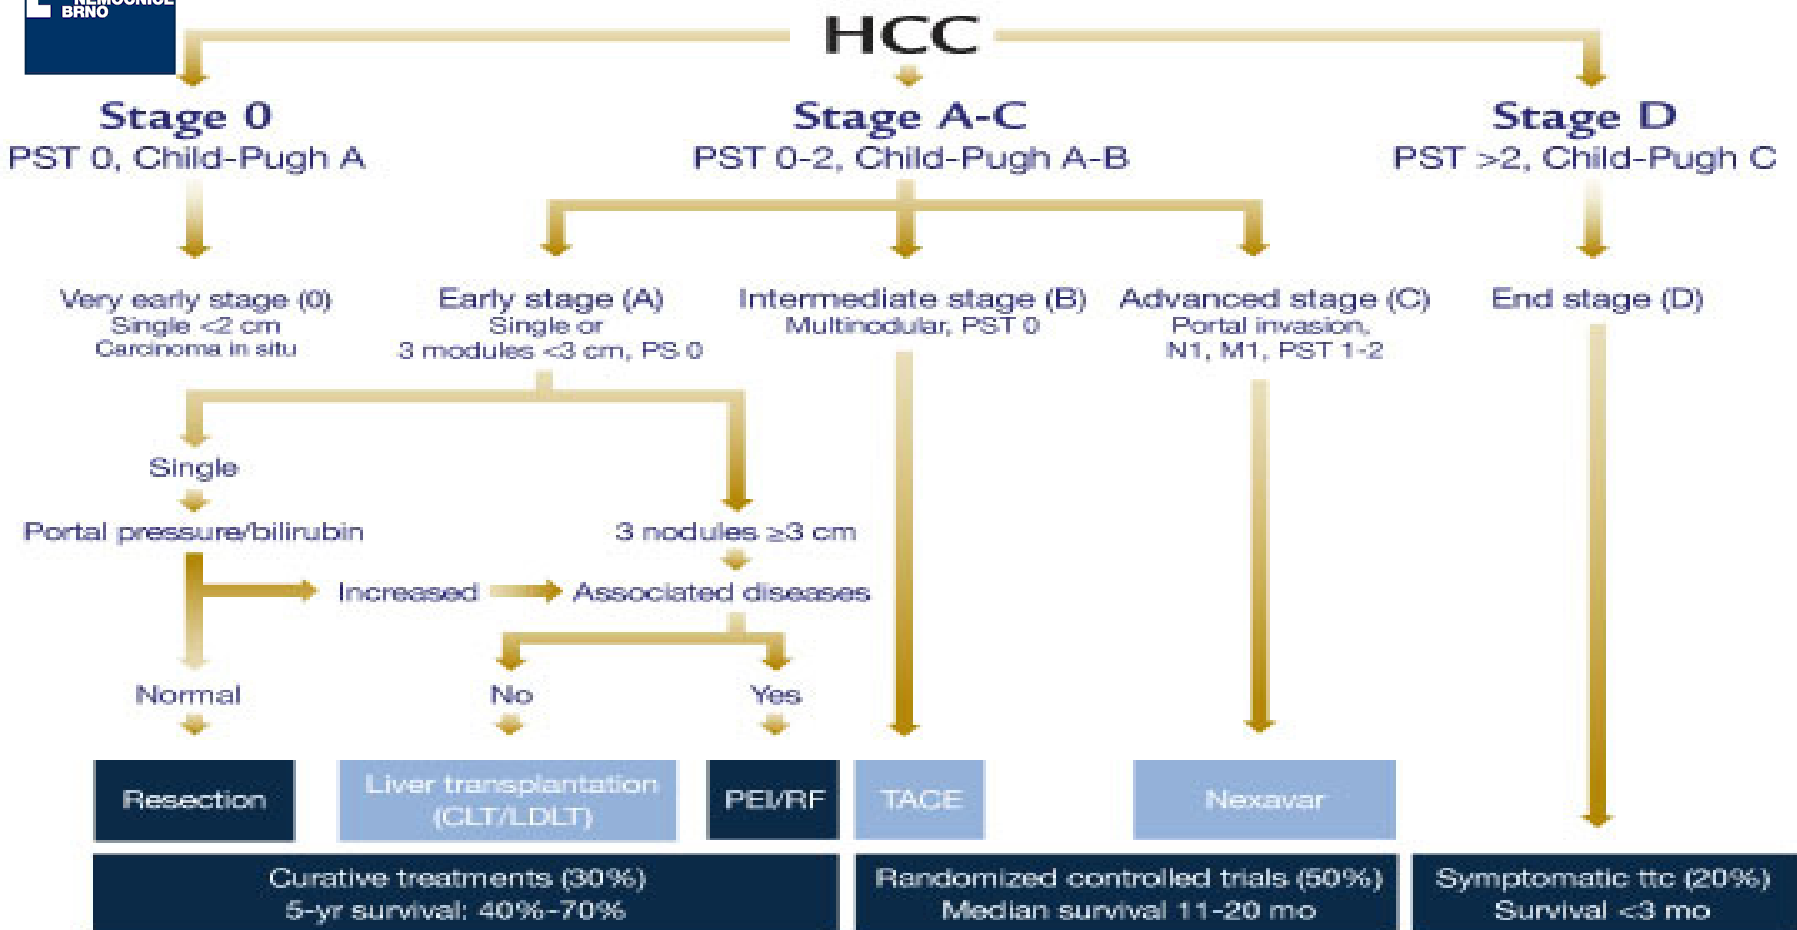 NEMOCNICE
BRNO
HCC
Stage 0
PST 0, Child-Pugh A
Stage A-C
PST 0-2, Child-Pugh A-B
Stage D
PST >2, Child-Pugh C
Very early stage (0)
Single <2 cm
Carcinoma in situ
Early stage (A)
Single or
3 modules <3 cm, PS 0
Intermediate stage (B)
Multinodular, PST 0
Advanced stage (C)
Portal invasion,
N1, M1, PST 1-2
End stage (D)
Single
Portal pressure/bilirubin
3 nodules ≥3 cm
Increased
Associated diseases
Normal
No
Yes
Resection
Liver transplantation
(CLT/LDLT)
PEI/RF
TACE
Nexavar
Curative treatments (30%)
5-yr survival: 40%-70%
Randomized controlled trials (50%)
Median survival 11-20 mo
Symptomatic ttc (20%)
Survival <3 mo